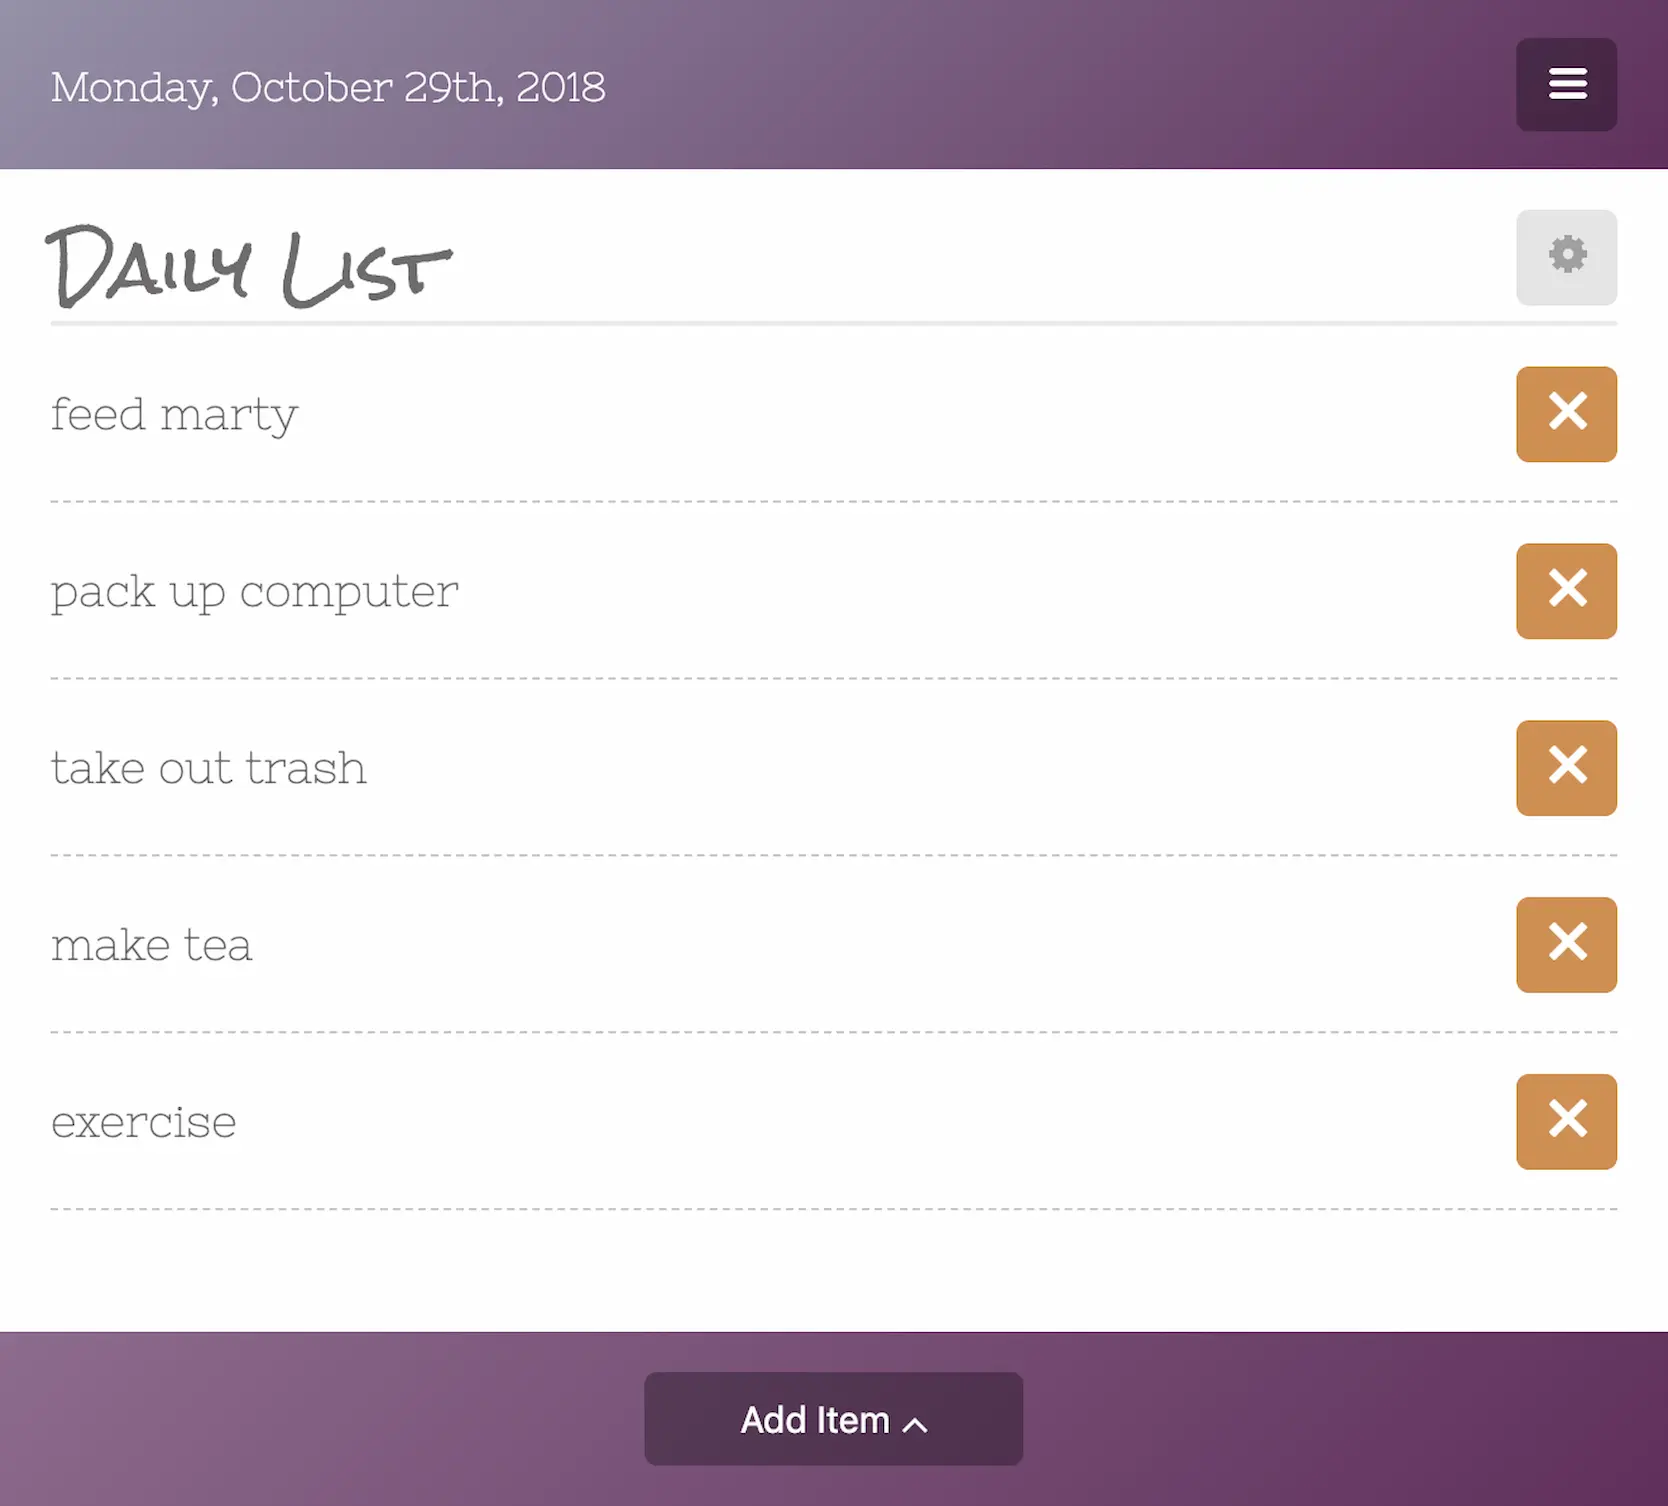 Monday, October 29th, 2018
Daily List
feed marty
pack up computer
take out trash
make tea
exercise
Add Item